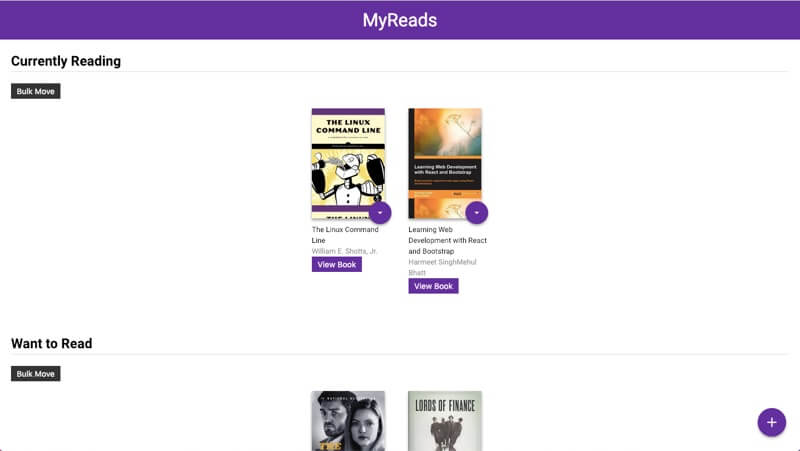 MyReads
Currently Reading
Bulk Move
THE LINUX
COMMAND LINE
THE LINUX
Learning Web Development
with React and Bootstrap
The Linux Command
Line
William E. Shotts, Jr.
View Book
Learning Web
Development with React
and Bootstrap
Harmeet SinghMehul
Bhatt
View Book
Want to Read
Bulk Move
LORDS OF FINANCE